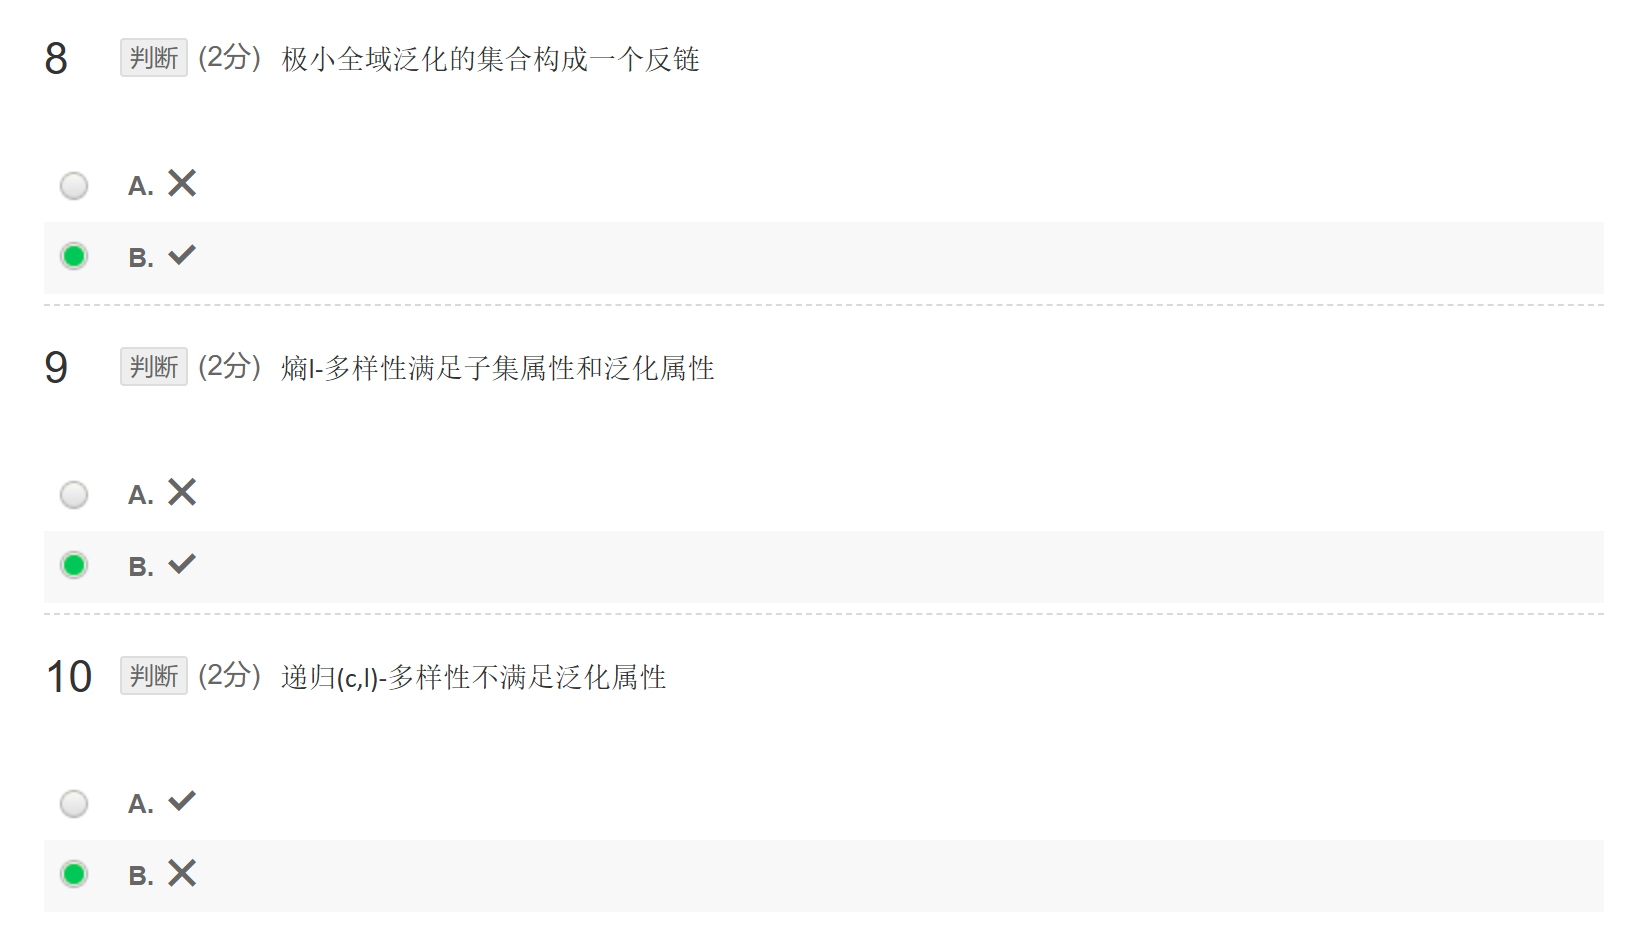 8 判断 (2分) 极小全域泛化的集合构成一个反链
A. ✕
B. ✓
9 判断 (2分) 熵l-多样性满足子集属性和泛化属性
A. ✕
B. ✓
10 判断 (2分) 递归(c,l)-多样性不满足泛化属性
A. ✓
B. ✕